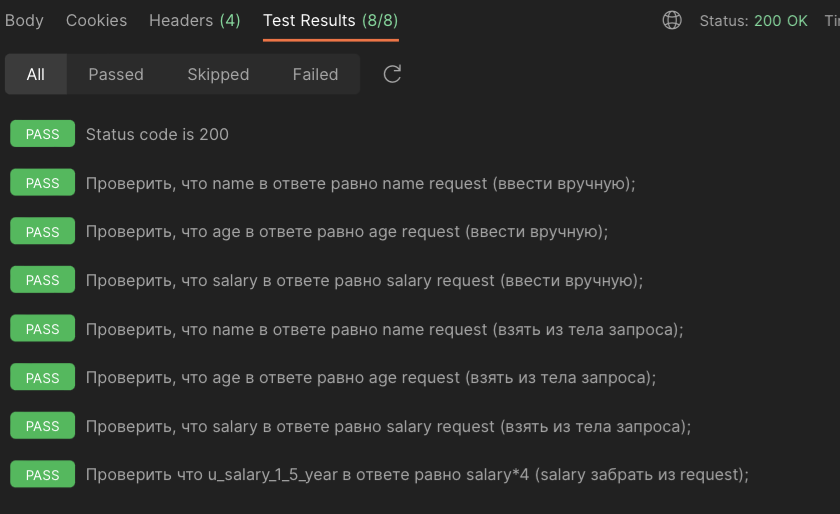 Body Cookies Headers (4) Test Results (8/8) Status: 200 OK
All Passed Skipped Failed
PASS Status code is 200
PASS Проверить, что name в ответе равно name request (ввести вручную);
PASS Проверить, что age в ответе равно age request (ввести вручную);
PASS Проверить, что salary в ответе равно salary request (ввести вручную);
PASS Проверить, что name в ответе равно name request (взять из тела запроса);
PASS Проверить, что age в ответе равно age request (взять из тела запроса);
PASS Проверить, что salary в ответе равно salary request (взять из тела запроса);
PASS Проверить что u_salary_1_5_year в ответе равно salary*4 (salary забрать из request);